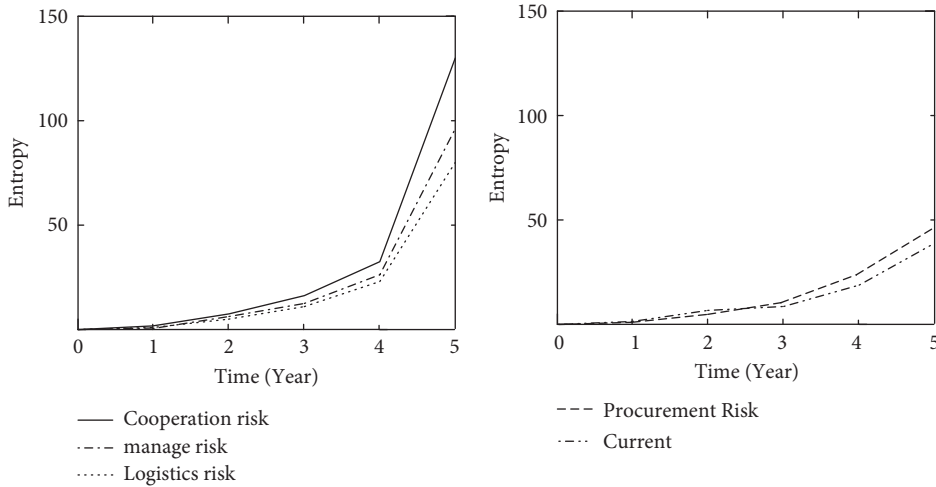 150
100
50
Entropy
0 1 2 3 4 5
Time (Year)
Cooperation risk
manage risk
Logistics risk
150
100
50
Entropy
0 1 2 3 4 5
Time (Year)
Procurement Risk
Current